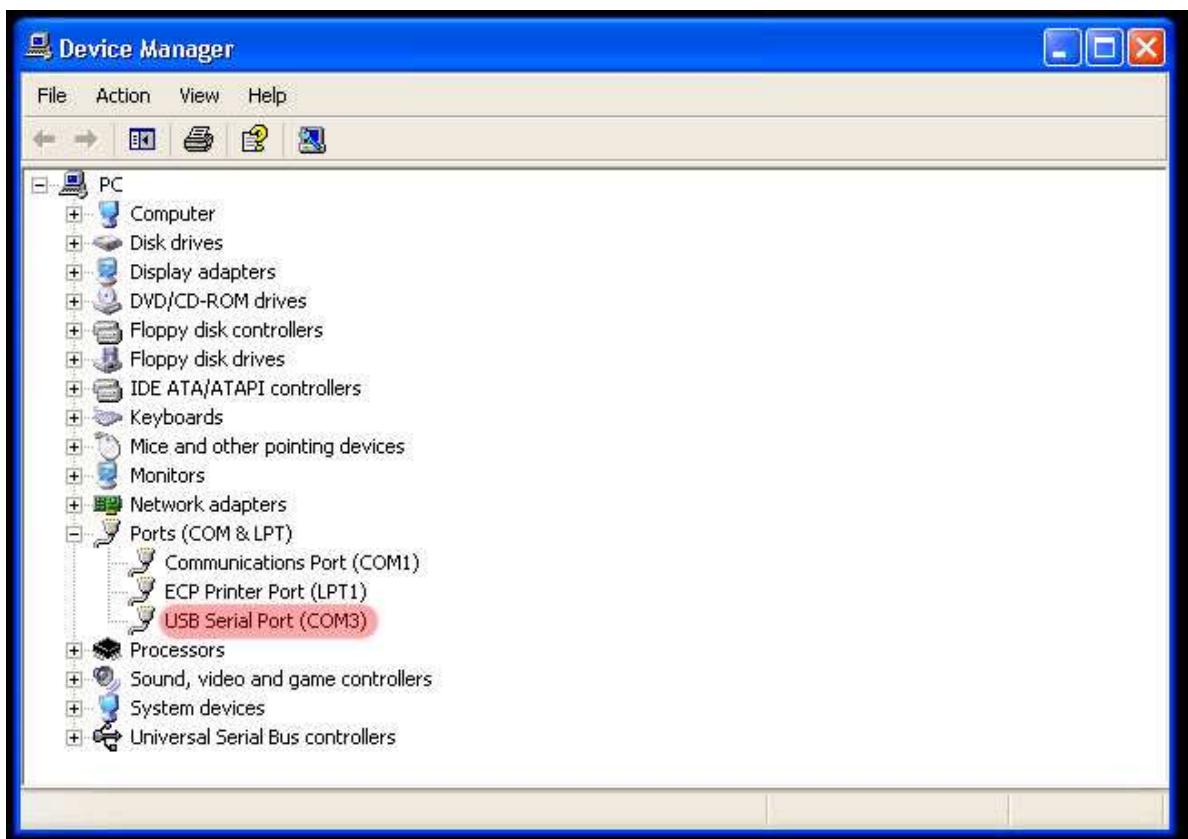 Device Manager
File Action View Help
PC
Computer
Disk drives
Display adapters
DVD/CD-ROM drives
Floppy disk controllers
Floppy disk drives
IDE ATA/ATAPI controllers
Keyboards
Mice and other pointing devices
Monitors
Network adapters
Ports (COM & LPT)
Communications Port (COM1)
ECP Printer Port (LPT1)
USB Serial Port (COM3)
Processors
Sound, video and game controllers
System devices
Universal Serial Bus controllers